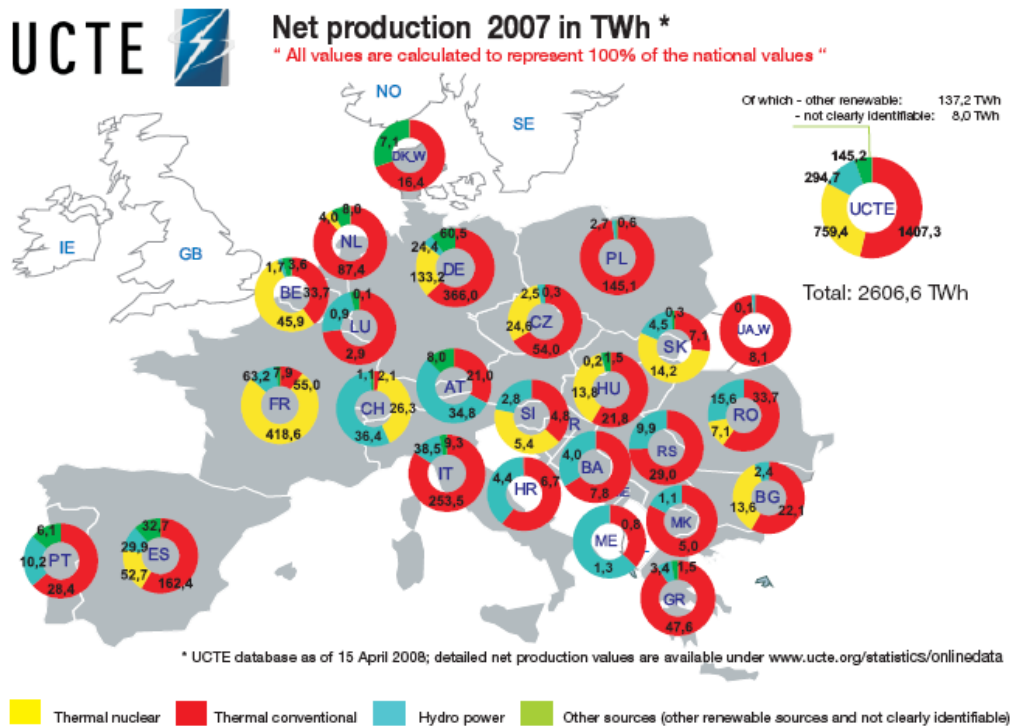 UCTE
Net production 2007 in TWh *
“ All values are calculated to represent 100% of the national values “
NO
SE
IE
GB
Of which - other renewable: 137,2 TWh
- not clearly identifiable: 8,0 TWh
145,2
294,7
UCTE
759,4
1407,3
Total: 2606,6 TWh
7,1
DK_W
16,4
4,0
8,0
NL
87,4
60,5
24,4
DE
133,2
366,0
2,7
0,6
PL
145,1
1,7
3,6
BE
33,7
45,9
0,1
0,9
LU
2,9
2,5
0,3
CZ
24,6
54,0
0,3
4,5
7,1
SK
14,2
0,1
UA_W
8,1
63,2
7,9
55,0
FR
418,6
1,1
2,1
CH
26,3
36,4
8,0
AT
21,0
34,8
2,8
SI
4,8
5,4
R
0,2
1,5
HU
13,8
21,8
15,6
33,7
RO
7,1
9,9
RS
29,0
38,5
9,3
IT
253,5
4,4
6,7
HR
4,0
BA
7,8
E
2,4
BG
13,6
22,1
1,1
MK
5,0
0,8
ME
1,3
6,1
10,2
PT
28,4
32,7
29,9
ES
52,7
162,4
3,4
1,5
GR
47,6
* UCTE database as of 15 April 2008; detailed net production values are available under www.ucte.org/statistics/onlinedata
Thermal nuclear
Thermal conventional
Hydro power
Other sources (other renewable sources and not clearly identifiable)